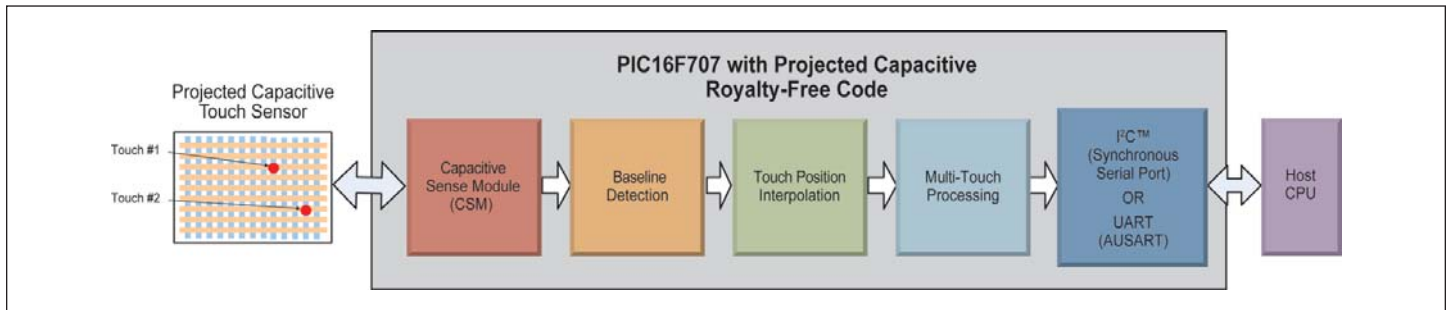 PIC16F707 with Projected Capacitive
Royalty-Free Code
Projected Capacitive
Touch Sensor
Touch #1
Touch #2
Capacitive
Sense Module
(CSM)
Baseline
Detection
Touch Position
Interpolation
Multi-Touch
Processing
I²C™
(Synchronous
Serial Port)
OR
UART
(AUSART)
Host
CPU